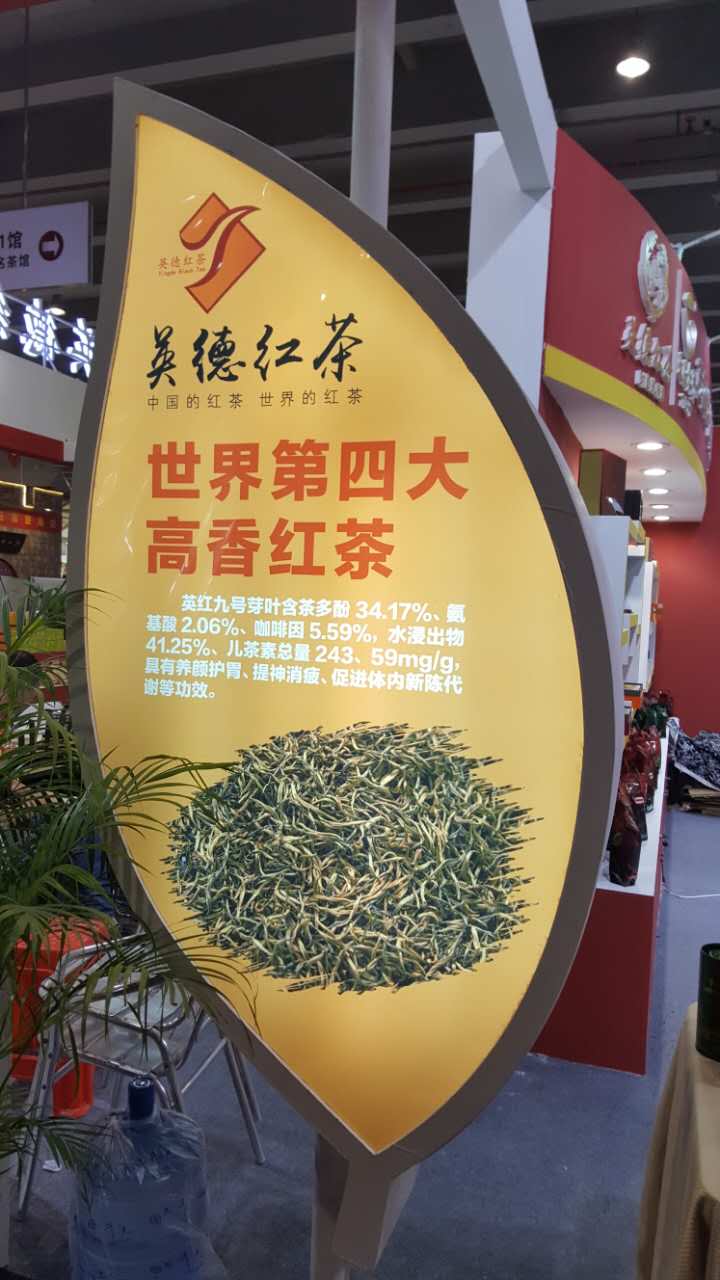 1馆
名茶馆
英德红茶
Yingde Black Tea
英德红茶
中国的红茶 世界的红茶
世界第四大
高香红茶
英红九号芽叶含茶多酚 34.17%、氨
基酸 2.06%、咖啡因 5.59%，水浸出物
41.25%、儿茶素总量 243、59mg/g，
具有养颜护胃、提神消疲、促进体内新陈代
谢等功效。